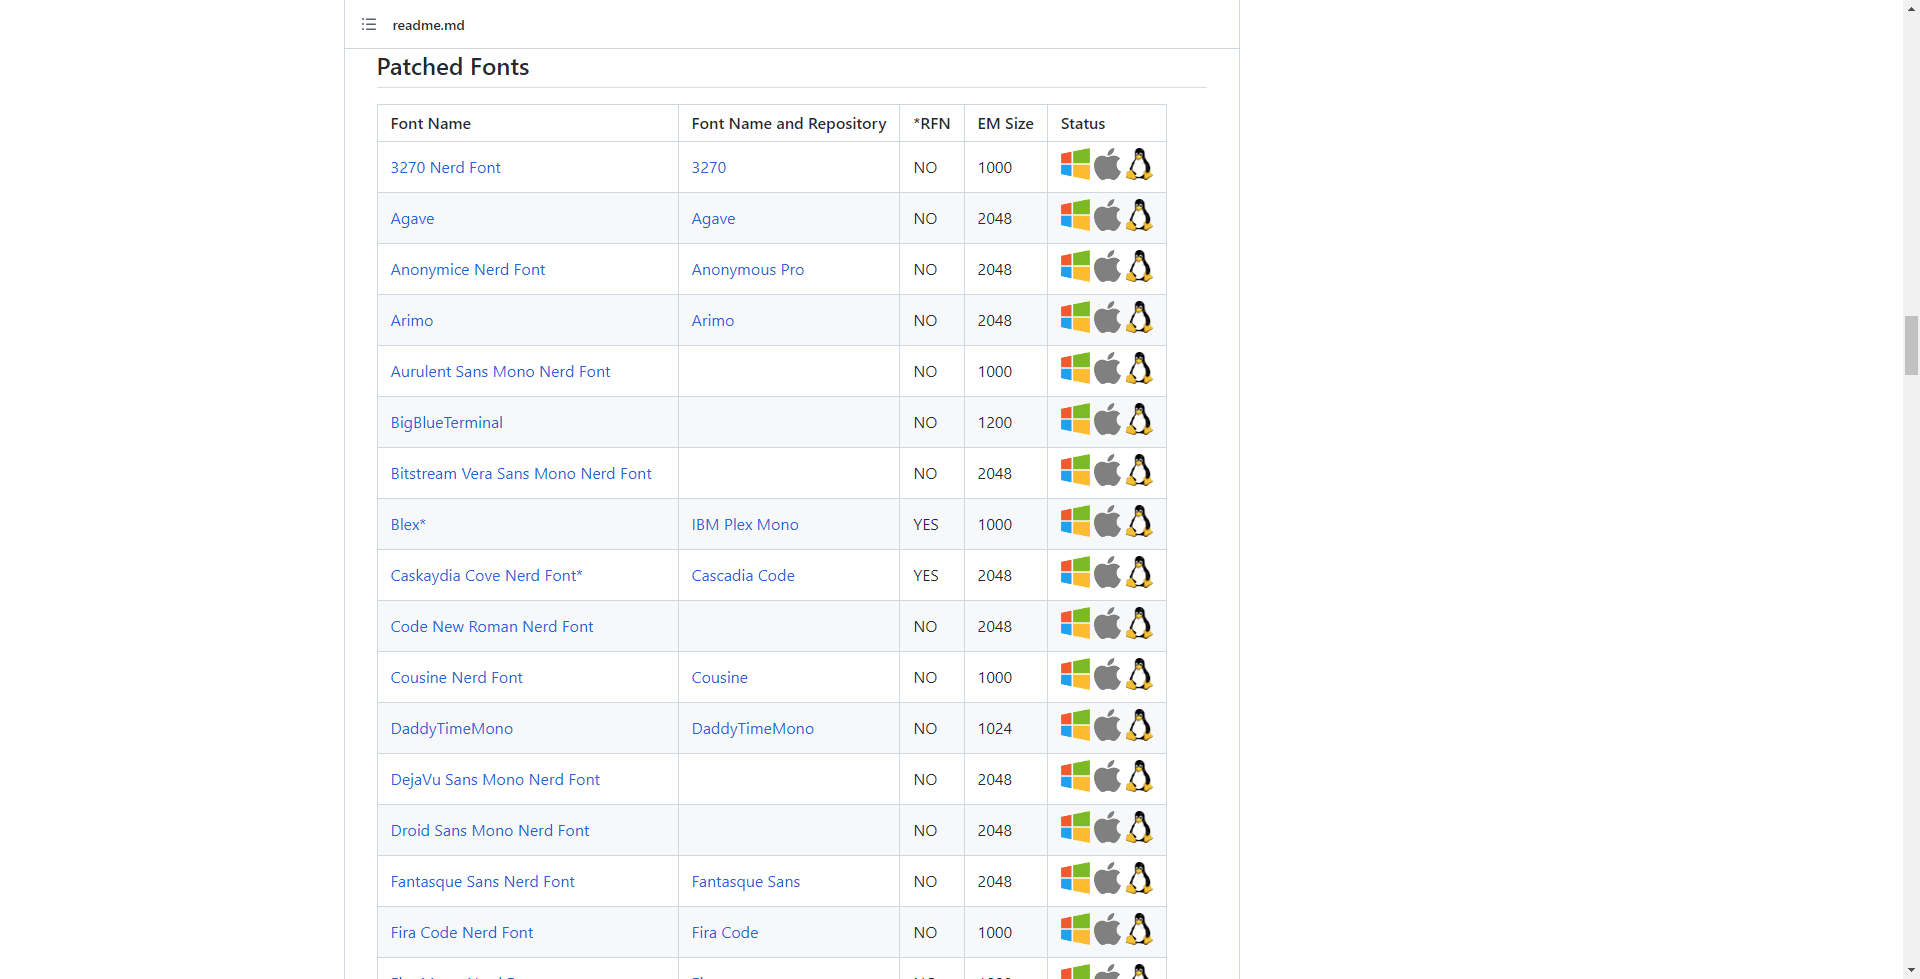 readme.md
Patched Fonts
Font Name Font Name and Repository *RFN EM Size Status
3270 Nerd Font 3270 NO 1000
Agave Agave NO 2048
Anonymice Nerd Font Anonymous Pro NO 2048
Arimo Arimo NO 2048
Aurulent Sans Mono Nerd Font NO 1000
BigBlueTerminal NO 1200
Bitstream Vera Sans Mono Nerd Font NO 2048
Blex* IBM Plex Mono YES 1000
Caskaydia Cove Nerd Font* Cascadia Code YES 2048
Code New Roman Nerd Font NO 2048
Cousine Nerd Font Cousine NO 1000
DaddyTimeMono DaddyTimeMono NO 1024
DejaVu Sans Mono Nerd Font NO 2048
Droid Sans Mono Nerd Font NO 2048
Fantasque Sans Nerd Font Fantasque Sans NO 2048
Fira Code Nerd Font Fira Code NO 1000